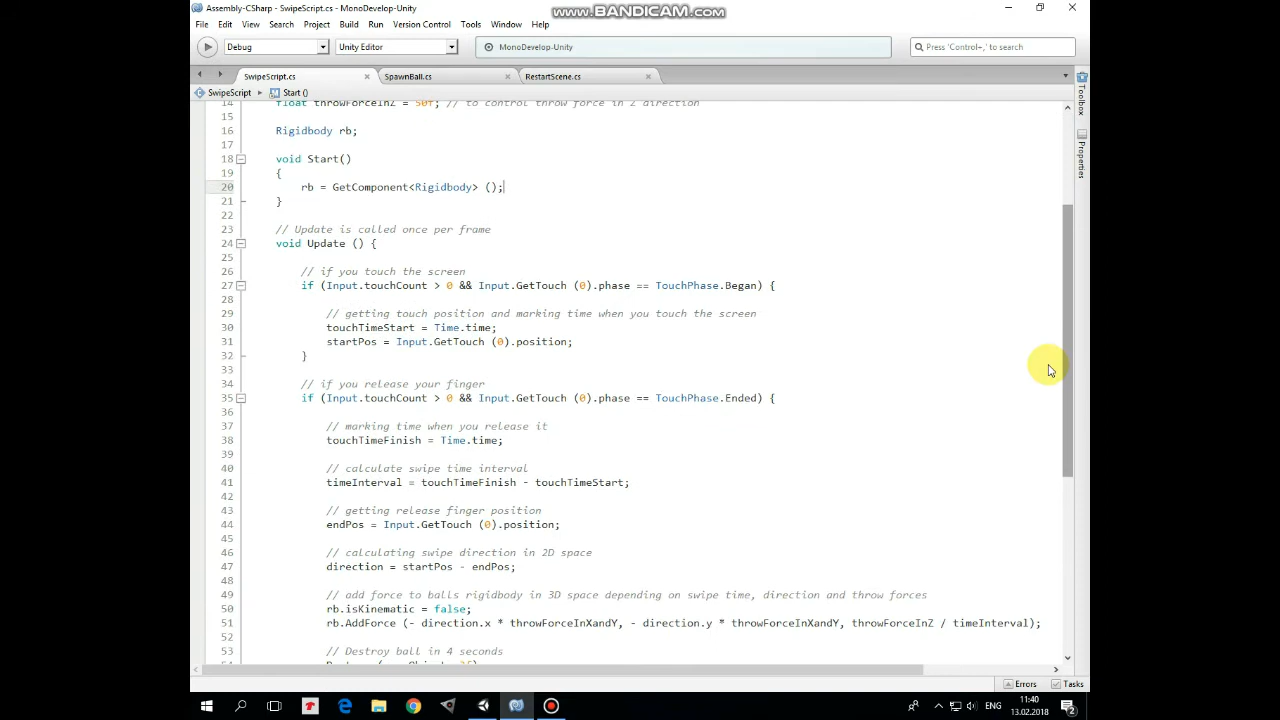 Assembly-CSharp - SwipeScript.cs - MonoDevelop-Unity
www.BANDICAM.com
File Edit View Search Project Build Run Version Control Tools Window Help
Debug Unity Editor MonoDevelop-Unity Press 'Control+,' to search
SwipeScript.cs SpawnBall.cs RestartScene.cs
SwipeScript Start ()
Toolbox
Properties
14 float throwForceInZ = 50f; // to control throw force in Z direction
15
16 Rigidbody rb;
17
18 void Start()
19 {
20 rb = GetComponent<Rigidbody> ();
21 }
22
23 // Update is called once per frame
24 void Update () {
25
26 // if you touch the screen
27 if (Input.touchCount > 0 && Input.GetTouch (0).phase == TouchPhase.Began) {
28
29 // getting touch position and marking time when you touch the screen
30 touchTimeStart = Time.time;
31 startPos = Input.GetTouch (0).position;
32 }
33
34 // if you release your finger
35 if (Input.touchCount > 0 && Input.GetTouch (0).phase == TouchPhase.Ended) {
36
37 // marking time when you release it
38 touchTimeFinish = Time.time;
39
40 // calculate swipe time interval
41 timeInterval = touchTimeFinish - touchTimeStart;
42
43 // getting release finger position
44 endPos = Input.GetTouch (0).position;
45
46 // calculating swipe direction in 2D space
47 direction = startPos - endPos;
48
49 // add force to balls rigidbody in 3D space depending on swipe time, direction and throw forces
50 rb.isKinematic = false;
51 rb.AddForce (- direction.x * throwForceInXandY, - direction.y * throwForceInXandY, throwForceInZ / timeInterval);
52
53 // Destroy ball in 4 seconds
Errors Tasks
ENG
11:40
13.02.2018
2